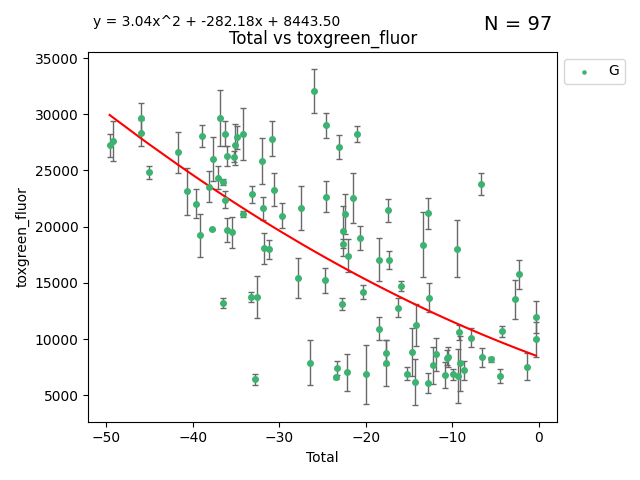 y = 3.04x^2 + -282.18x + 8443.50
N = 97
Total vs toxgreen_fluor
35000
30000
25000
20000
15000
10000
5000
toxgreen_fluor
−50 −40 −30 −20 −10 0
Total
G